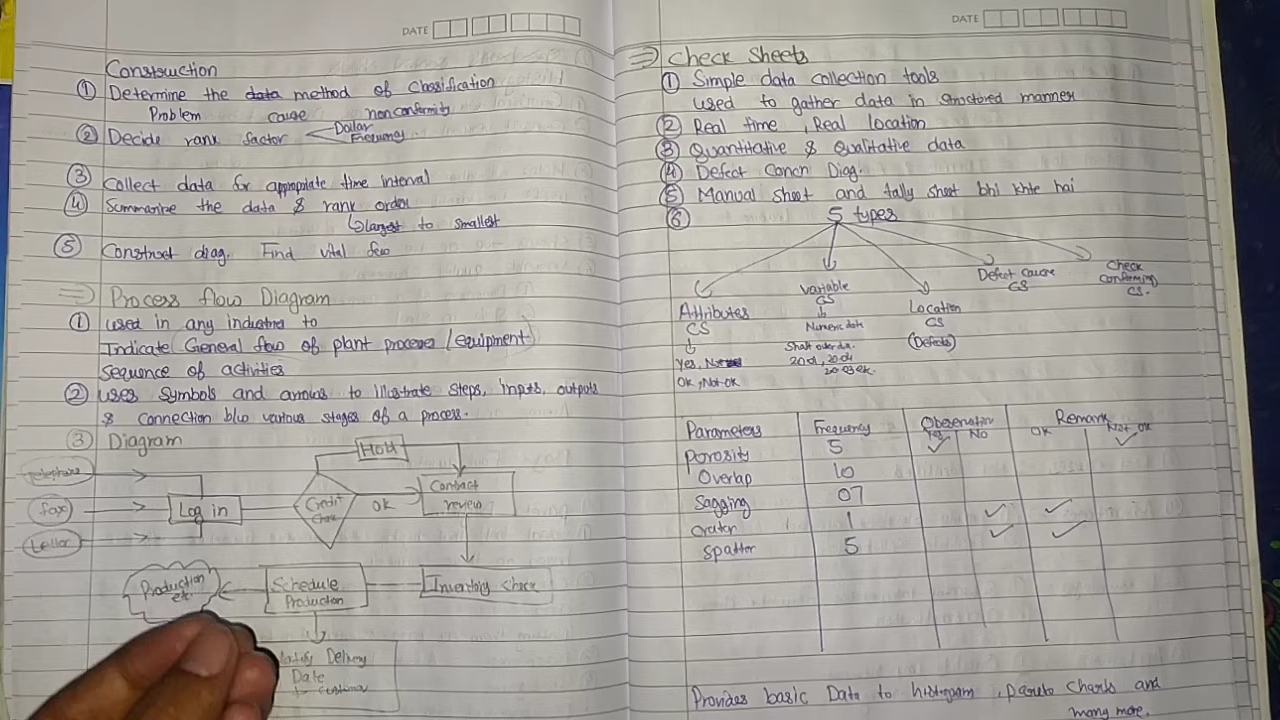 DATE
Construction
① Determine the data method of Classification
Problem cause nonconformity
② Decide rank factor Dollar
Frequency
③ Collect data for appropriate time interval
④ Summarize the data & rank order
↳ largest to smallest
⑤ Construct diag. Find vital few
⇒ Process flow Diagram
① used in any industries to
Indicate General flow of plant processes / equipment
sequence of activities
② uses symbols and arrows to illustrate steps, inputs, outputs
& connection b/w various stages of a process.
③ Diagram
Hold
Telephone
Contact
review
Fax
Log in
Credit
Check
OK
Letter
Production
etc
Schedule
Production
Inventory Check
Delivery
Date
to customer
DATE
⇒ Check Sheets
① Simple data collection tools
used to gather data in structured manner
② Real time, Real location
③ Quantitative & Qualitative data
④ Defect Concn Diag.
⑤ Manual sheet and tally sheet bhi khte hai
⑥ 5 types
Attributes
CS
Yes, No
OK, Not-OK
Variable
CS
Numeric data
Location
CS
(Defects)
Defect cause
CS
Check
confirming
CS.
Parameters Frequency Observation Remark
Yes No OK Not OK
Porosity 5 ✓ ✓
Overlap 10
Sagging 07
Crater 1 ✓ ✓
Spatter 5 ✓ ✓
Provides basic Data to histogram, pareto charts and
many more.